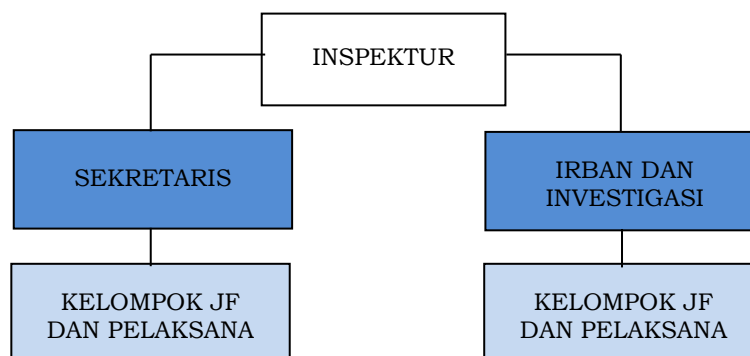 INSPEKTUR
SEKRETARIS
IRBAN DAN
INVESTIGASI
KELOMPOK JF
DAN PELAKSANA
KELOMPOK JF
DAN PELAKSANA